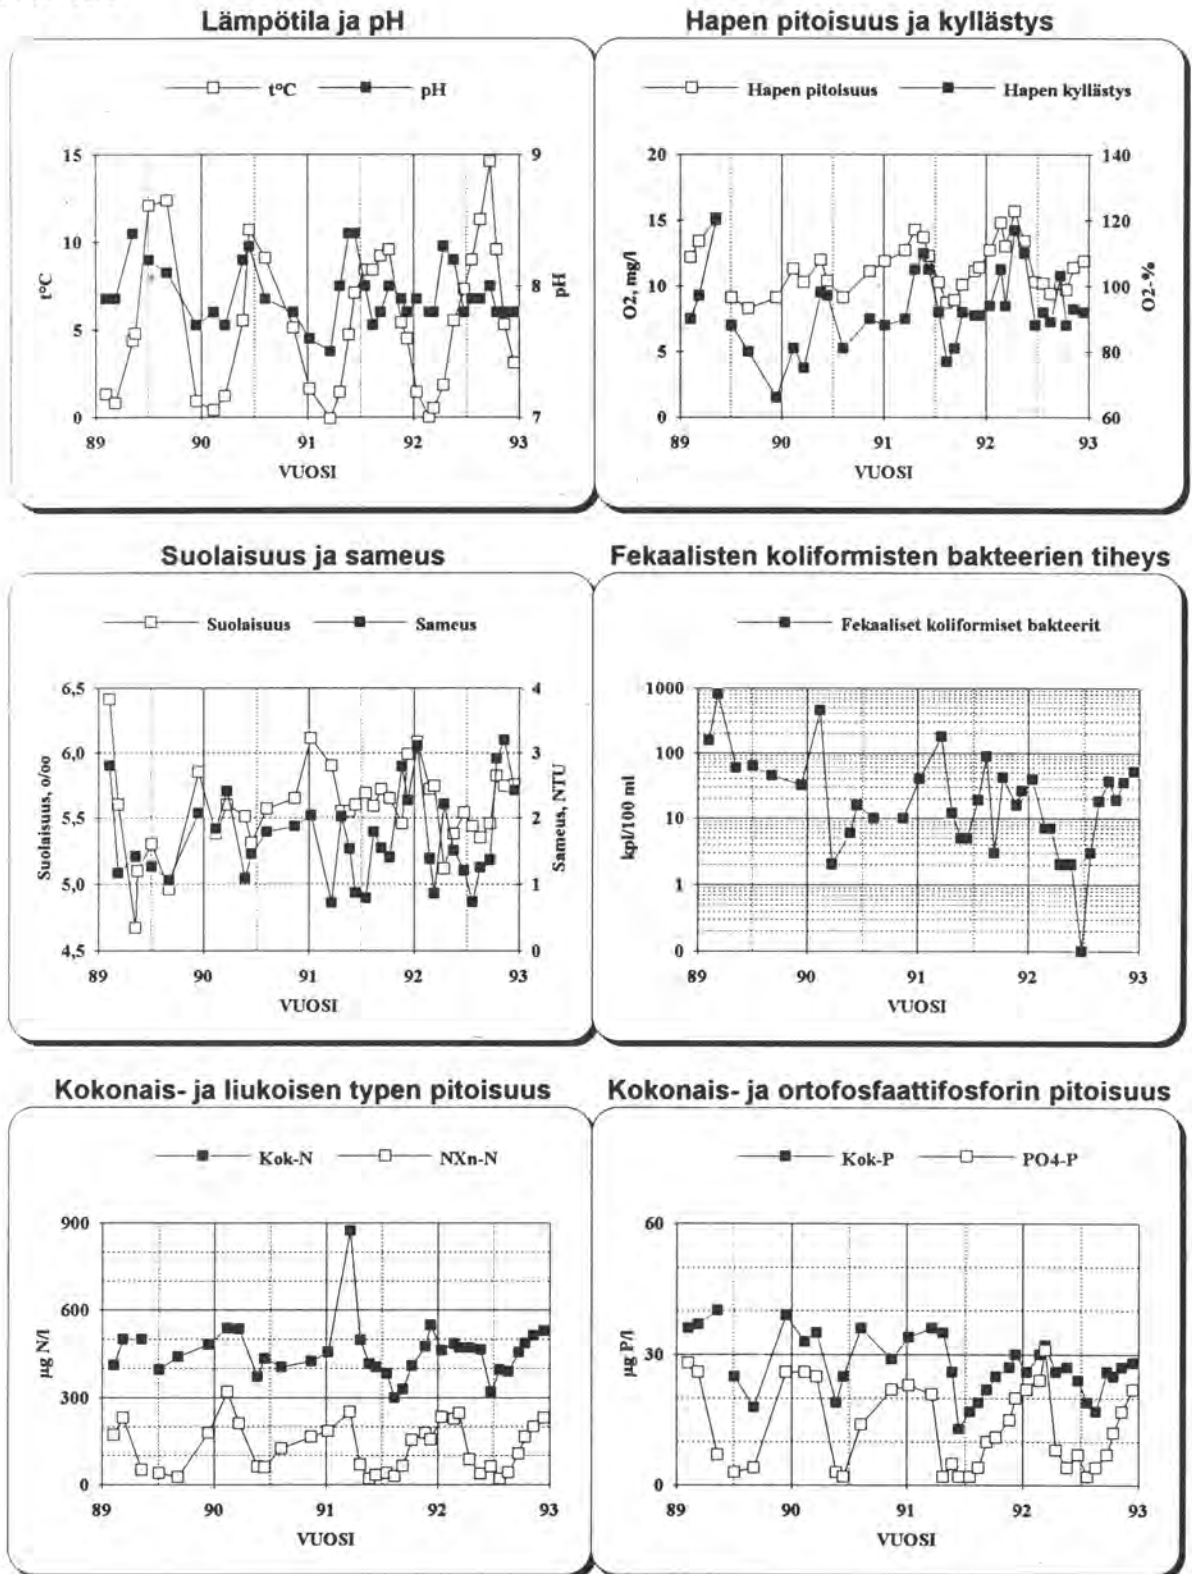 Lämpötila ja pH
t°C pH
15
10
5
0
t°C
9
8
7
pH
89 90 91 92 93
VUOSI
Hapen pitoisuus ja kyllästys
Hapen pitoisuus Hapen kyllästys
20
15
10
5
0
O2, mg/l
140
120
100
80
60
O2-%
89 90 91 92 93
VUOSI
Suolaisuus ja sameus
Suolaisuus Sameus
6,5
6,0
5,5
5,0
4,5
Suolaisuus, o/oo
4
3
2
1
0
Sameus, NTU
89 90 91 92 93
VUOSI
Fekaalisten koliformisten bakteerien tiheys
Fekaaliset koliformiset bakteerit
1000
100
10
1
0
kpl/100 ml
89 90 91 92 93
VUOSI
Kokonais- ja liukoisen typen pitoisuus
Kok-N NXn-N
900
600
300
0
µg N/l
89 90 91 92 93
VUOSI
Kokonais- ja ortofosfaattifosforin pitoisuus
Kok-P PO4-P
60
30
0
µg P/l
89 90 91 92 93
VUOSI